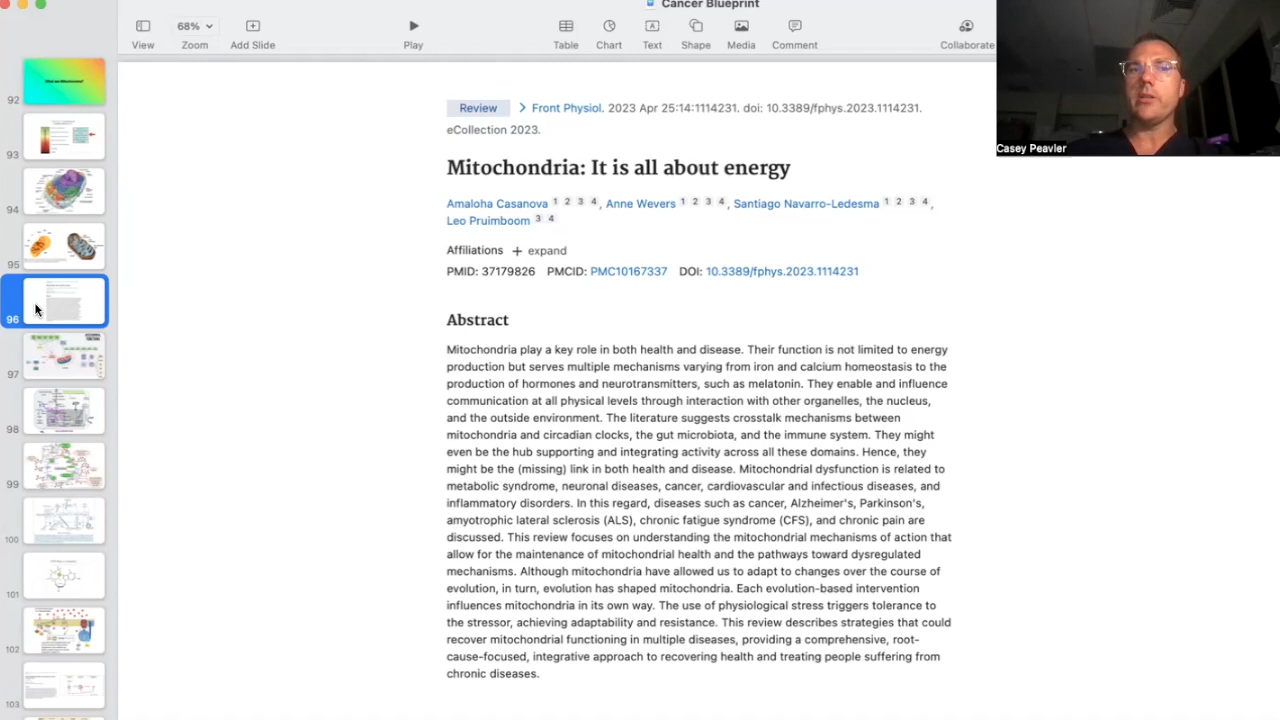 Cancer Blueprint
68%
View
Zoom
Add Slide
Play
Table
Chart
Text
Shape
Media
Comment
Collaborate
Casey Peavler
92
93
94
95
96
97
98
99
100
101
102
103
Review > Front Physiol. 2023 Apr 25:14:1114231. doi: 10.3389/fphys.2023.1114231.
eCollection 2023.
Mitochondria: It is all about energy
Amaloha Casanova 1 2 3 4, Anne Wevers 1 2 3 4, Santiago Navarro-Ledesma 1 2 3 4,
Leo Pruimboom 3 4
Affiliations + expand
PMID: 37179826 PMCID: PMC10167337 DOI: 10.3389/fphys.2023.1114231
Abstract
Mitochondria play a key role in both health and disease. Their function is not limited to energy
production but serves multiple mechanisms varying from iron and calcium homeostasis to the
production of hormones and neurotransmitters, such as melatonin. They enable and influence
communication at all physical levels through interaction with other organelles, the nucleus,
and the outside environment. The literature suggests crosstalk mechanisms between
mitochondria and circadian clocks, the gut microbiota, and the immune system. They might
even be the hub supporting and integrating activity across all these domains. Hence, they
might be the (missing) link in both health and disease. Mitochondrial dysfunction is related to
metabolic syndrome, neuronal diseases, cancer, cardiovascular and infectious diseases, and
inflammatory disorders. In this regard, diseases such as cancer, Alzheimer's, Parkinson's,
amyotrophic lateral sclerosis (ALS), chronic fatigue syndrome (CFS), and chronic pain are
discussed. This review focuses on understanding the mitochondrial mechanisms of action that
allow for the maintenance of mitochondrial health and the pathways toward dysregulated
mechanisms. Although mitochondria have allowed us to adapt to changes over the course of
evolution, in turn, evolution has shaped mitochondria. Each evolution-based intervention
influences mitochondria in its own way. The use of physiological stress triggers tolerance to
the stressor, achieving adaptability and resistance. This review describes strategies that could
recover mitochondrial functioning in multiple diseases, providing a comprehensive, root-
cause-focused, integrative approach to recovering health and treating people suffering from
chronic diseases.